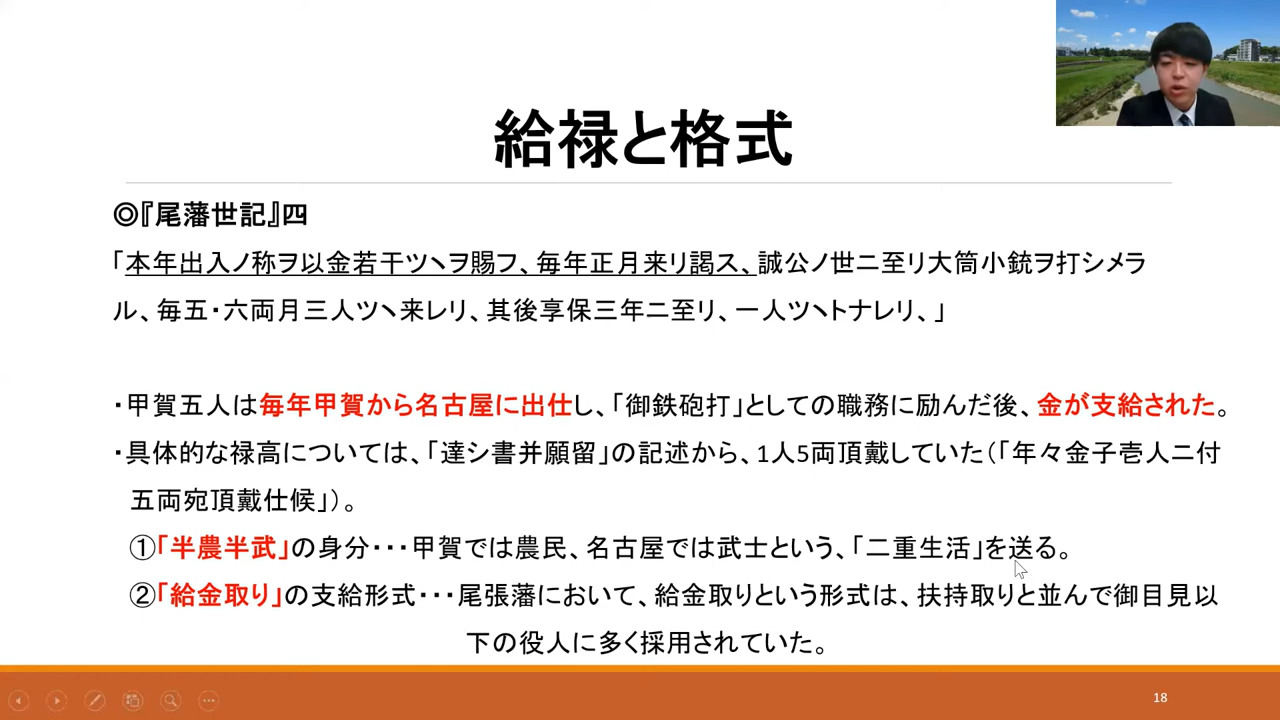 給禄と格式
◎『尾藩世記』四
「本年出入ノ称ヲ以金若干ツヽヲ賜フ、毎年正月来リ謁ス、誠公ノ世ニ至リ大筒小銃ヲ打シメラ
ル、毎五・六両月三人ツヽ来レリ、其後享保三年ニ至リ、一人ツヽトナレリ、」
・甲賀五人は毎年甲賀から名古屋に出仕し、「御鉄砲打」としての職務に励んだ後、金が支給された。
・具体的な禄高については、「達シ書并願留」の記述から、1人5両頂戴していた（「年々金子壱人ニ付
五両宛頂戴仕候」）。
①「半農半武」の身分・・・甲賀では農民、名古屋では武士という、「二重生活」を送る。
②「給金取り」の支給形式・・・尾張藩において、給金取りという形式は、扶持取りと並んで御目見以
下の役人に多く採用されていた。
18